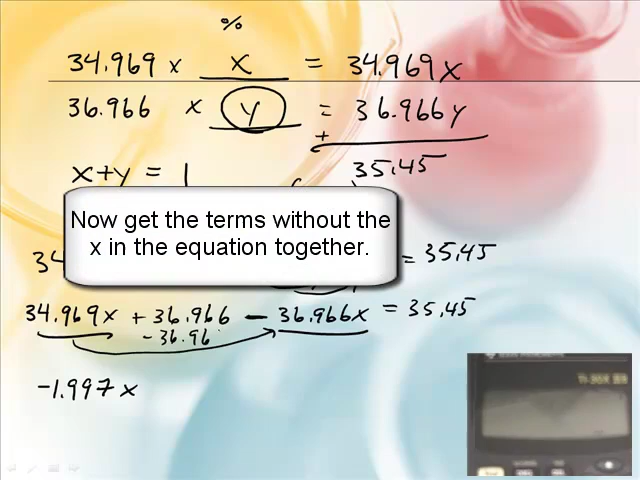 %
34.969 x x = 34.969x
36.966 x y = 36.966y
+
x+y = 1 35.45
Now get the terms without the
x in the equation together.
34 = 35.45
34.969x + 36.966 - 36.966x = 35.45
-36.96
-1.997x